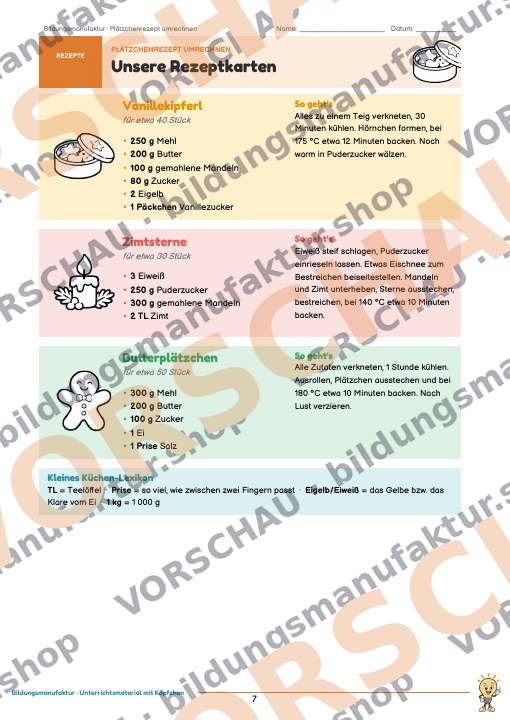 Bildungsmanufaktur · Plätzchenrezept umrechnen Name: Datum:
REZEPTE
PLÄTZCHENREZEPT UMRECHNEN
Unsere Rezeptkarten
Vanillekipferl
für etwa 40 Stück
• 250 g Mehl
• 200 g Butter
• 100 g gemahlene Mandeln
• 80 g Zucker
• 2 Eigelb
• 1 Päckchen Vanillezucker
So geht's
Alles zu einem Teig verkneten, 30
Minuten kühlen. Hörnchen formen, bei
175 °C etwa 12 Minuten backen. Noch
warm in Puderzucker wälzen.
Zimtsterne
für etwa 30 Stück
• 3 Eiweiß
• 250 g Puderzucker
• 300 g gemahlene Mandeln
• 2 TL Zimt
So geht's
Eiweiß steif schlagen, Puderzucker
einrieseln lassen. Etwas Eischnee zum
Bestreichen beiseitestellen. Mandeln
und Zimt unterheben, Sterne ausstechen,
bestreichen, bei 140 °C etwa 10 Minuten
backen.
Butterplätzchen
für etwa 50 Stück
• 300 g Mehl
• 200 g Butter
• 100 g Zucker
• 1 Ei
• 1 Prise Salz
So geht's
Alle Zutaten verkneten, 1 Stunde kühlen.
Ausrollen, Plätzchen ausstechen und bei
180 °C etwa 10 Minuten backen. Nach
Lust verzieren.
Kleines Küchen-Lexikon
TL = Teelöffel · Prise = so viel, wie zwischen zwei Fingern passt · Eigelb/Eiweiß = das Gelbe bzw. das
Klare vom Ei · 1 kg = 1 000 g
Bildungsmanufaktur · Unterrichtsmaterial mit Köpfchen
7
VORSCHAU · bildungsmanufaktur.shop
VORSCHAU